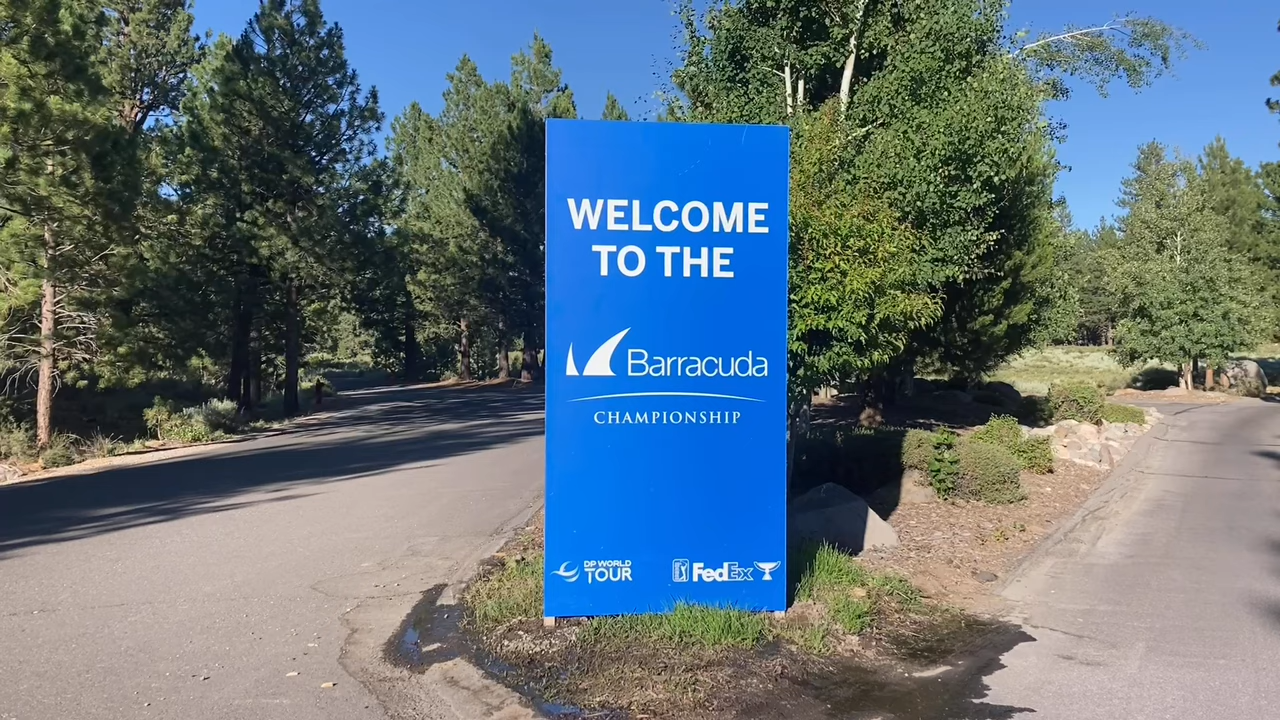 WELCOME
TO THE
Barracuda
CHAMPIONSHIP
DP WORLD
TOUR
FedEx